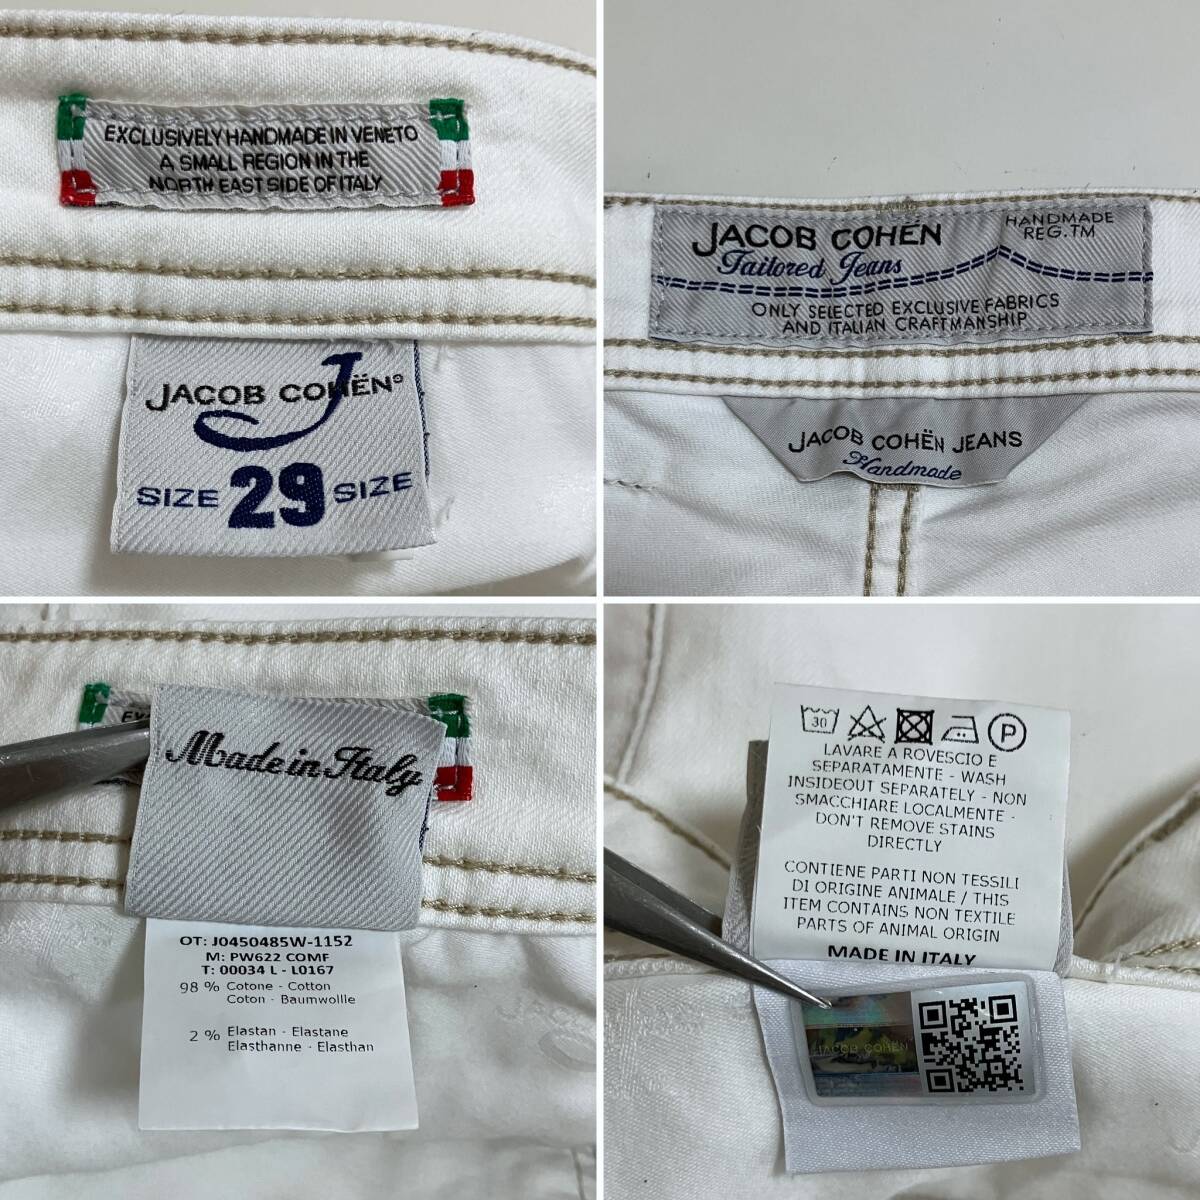 EXCLUSIVELY HANDMADE IN VENETO
A SMALL REGION IN THE
NORTH EAST SIDE OF ITALY
JACOB COHËN®
SIZE 29 SIZE
JACOB COHËN
Tailored Jeans
HANDMADE
REG.TM
ONLY SELECTED EXCLUSIVE FABRICS
AND ITALIAN CRAFTMANSHIP
JACOB COHËN JEANS
Handmade
EX
Made in Italy
OT: J0450485W-1152
M: PW622 COMF
T: 00034 L - L0167
98 % Cotone - Cotton
Coton - Baumwollle
2 % Elastan - Elastane
Elasthanne - Elasthan
30 P
LAVARE A ROVESCIO E
SEPARATAMENTE - WASH
INSIDEOUT SEPARATELY - NON
SMACCHIARE LOCALMENTE -
DON'T REMOVE STAINS
DIRECTLY
CONTIENE PARTI NON TESSILI
DI ORIGINE ANIMALE / THIS
ITEM CONTAINS NON TEXTILE
PARTS OF ANIMAL ORIGIN
MADE IN ITALY
JACOB COHËN